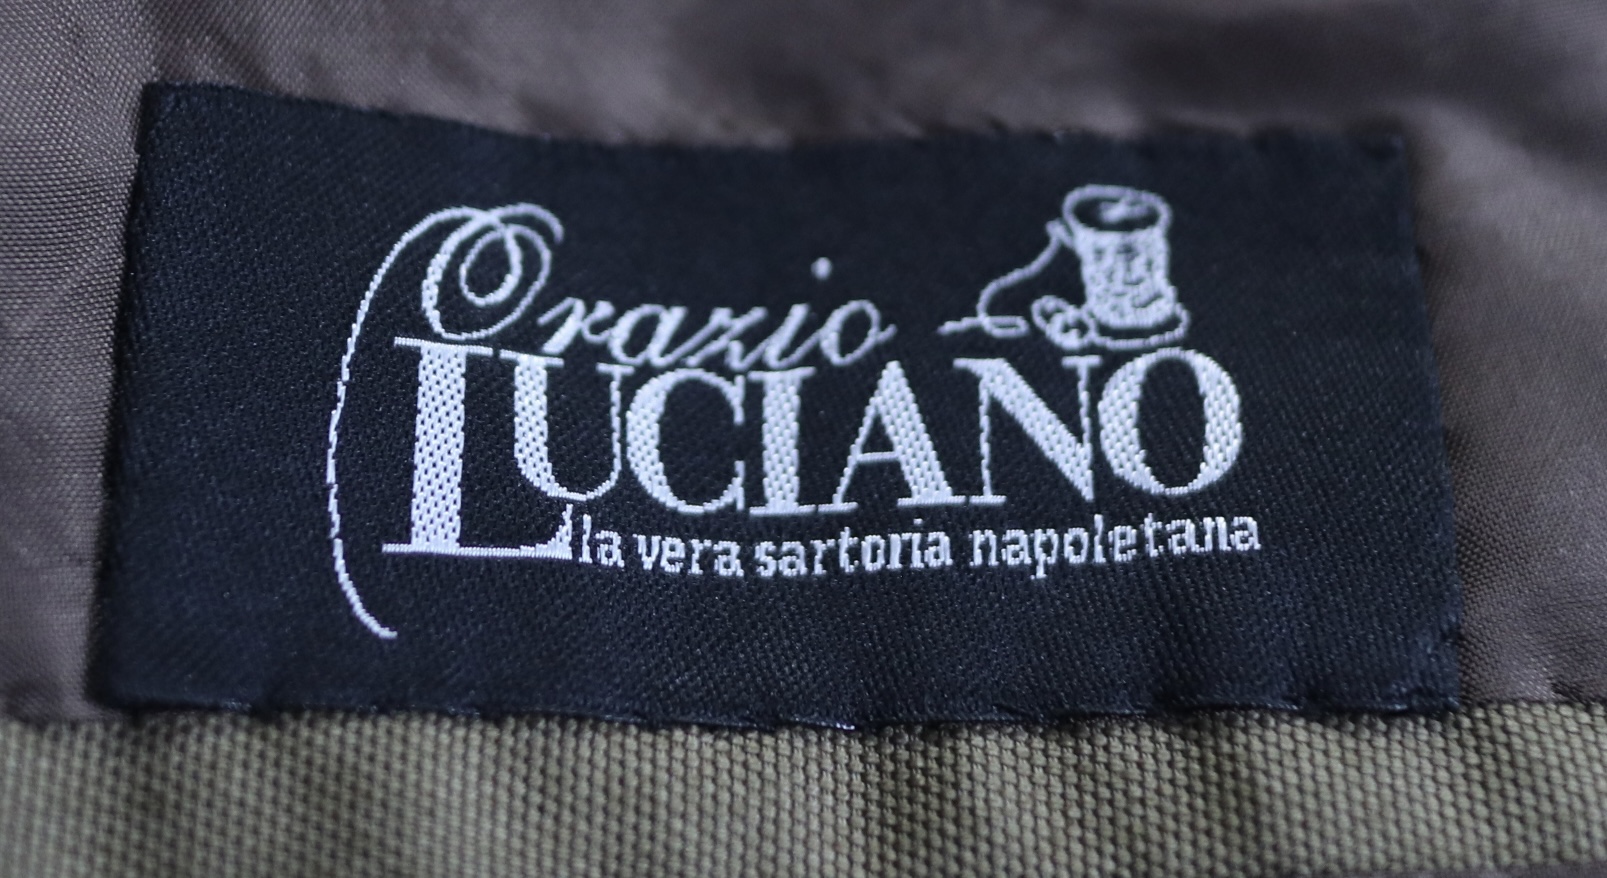 Orazio
LUCIANO
la vera sartoria napoletana